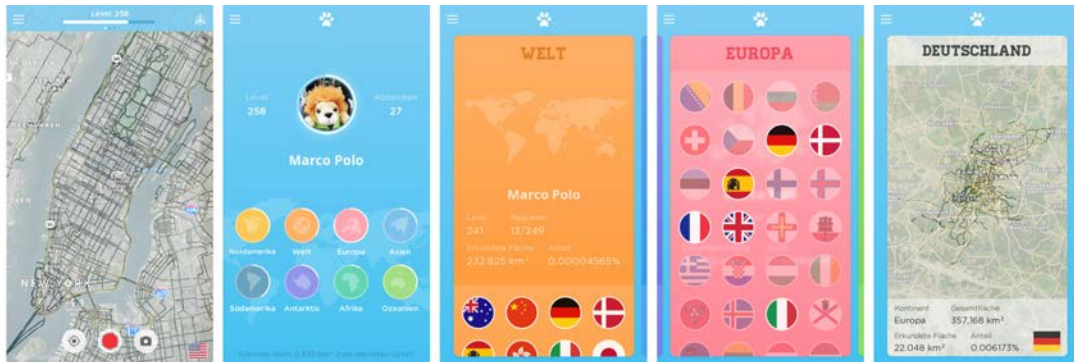 Level 258
NEW YORK
Level
258
Abzeichen
27
Marco Polo
Nordamerika
Welt
Europa
Asien
Südamerika
Antarktis
Afrika
Ozeanien
WELT
Marco Polo
Level
241
Regionen
13/249
Erkundete Fläche
232.825 km²
Anteil
0.00004565%
EUROPA
DEUTSCHLAND
Kontinent
Europa
Gesamtfläche
357,168 km²
Erkundete Fläche
22.048 km²
Anteil
0.006173%